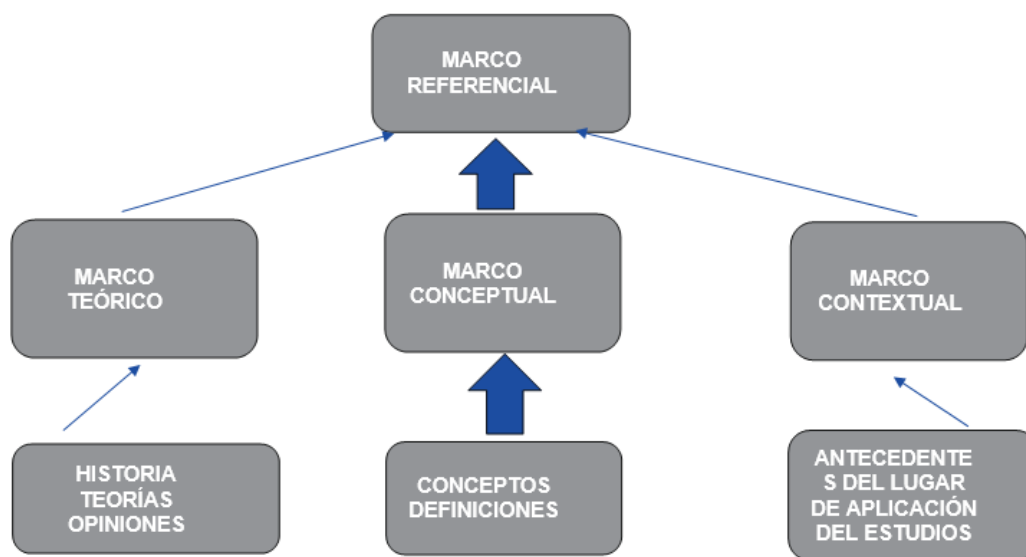 MARCO
REFERENCIAL
MARCO
TEÓRICO
MARCO
CONCEPTUAL
MARCO
CONTEXTUAL
HISTORIA
TEORÍAS
OPINIONES
CONCEPTOS
DEFINICIONES
ANTECEDENTE
S DEL LUGAR
DE APLICACIÓN
DEL ESTUDIOS